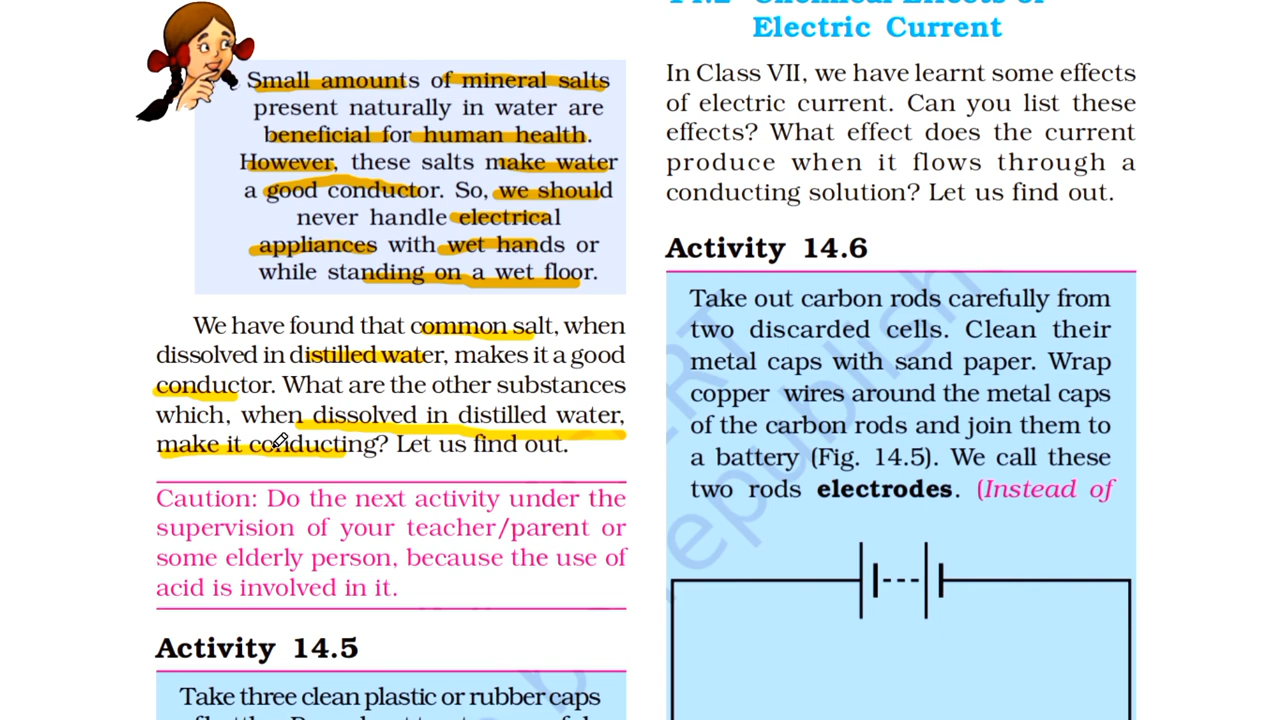 Small amounts of mineral salts
present naturally in water are
beneficial for human health.
However, these salts make water
a good conductor. So, we should
never handle electrical
appliances with wet hands or
while standing on a wet floor.
We have found that common salt, when
dissolved in distilled water, makes it a good
conductor. What are the other substances
which, when dissolved in distilled water,
make it conducting? Let us find out.
Caution: Do the next activity under the
supervision of your teacher/parent or
some elderly person, because the use of
acid is involved in it.
Activity 14.5
Take three clean plastic or rubber caps
Electric Current
In Class VII, we have learnt some effects
of electric current. Can you list these
effects? What effect does the current
produce when it flows through a
conducting solution? Let us find out.
Activity 14.6
Take out carbon rods carefully from
two discarded cells. Clean their
metal caps with sand paper. Wrap
copper wires around the metal caps
of the carbon rods and join them to
a battery (Fig. 14.5). We call these
two rods electrodes. (Instead of